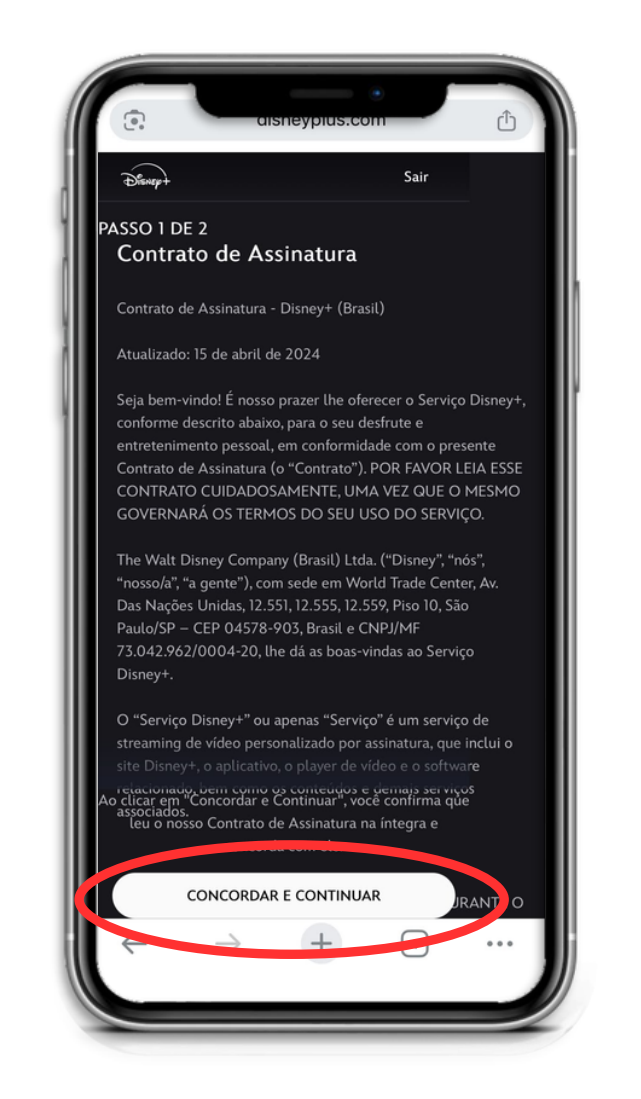 disneyplus.com
Disney+
Sair
PASSO 1 DE 2
Contrato de Assinatura
Contrato de Assinatura - Disney+ (Brasil)
Atualizado: 15 de abril de 2024
Seja bem-vindo! É nosso prazer lhe oferecer o Serviço Disney+,
conforme descrito abaixo, para o seu desfrute e
entretenimento pessoal, em conformidade com o presente
Contrato de Assinatura (o “Contrato”). POR FAVOR LEIA ESSE
CONTRATO CUIDADOSAMENTE, UMA VEZ QUE O MESMO
GOVERNARÁ OS TERMOS DO SEU USO DO SERVIÇO.
The Walt Disney Company (Brasil) Ltda. (“Disney”, “nós”,
“nosso/a”, “a gente”), com sede em World Trade Center, Av.
Das Nações Unidas, 12.551, 12.555, 12.559, Piso 10, São
Paulo/SP – CEP 04578-903, Brasil e CNPJ/MF
73.042.962/0004-20, lhe dá as boas-vindas ao Serviço
Disney+.
O “Serviço Disney+” ou apenas “Serviço” é um serviço de
streaming de vídeo personalizado por assinatura, que inclui o
site Disney+, o aplicativo, o player de vídeo e o software
relacionado, bem como os conteúdos e demais serviços
Ao clicar em "Concordar e Continuar", você confirma que
associados.
leu o nosso Contrato de Assinatura na íntegra e
CONCORDAR E CONTINUAR
O